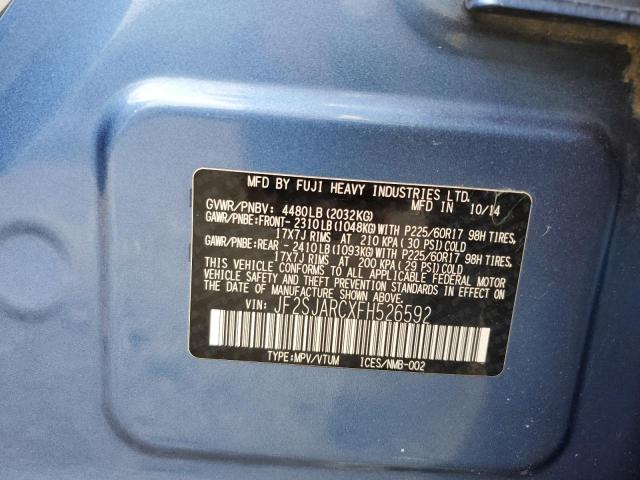 MFD BY FUJI HEAVY INDUSTRIES LTD.
MFD IN 10/14
GVWR/PNBV: 4480LB(2032KG)
GAWR/PNBE:FRONT-2310LB(1048KG)WITH P225/60R17 98H TIRES,
17X7J RIMS AT 210 KPA(30 PSI)COLD
GAWR/PNBE:REAR -2410LB(1093KG)WITH P225/60R17 98H TIRES,
17X7J RIMS AT 200 KPA(29 PSI)COLD
THIS VEHICLE CONFORMS TO ALL APPLICABLE FEDERAL MOTOR
VEHICLE SAFETY AND THEFT PREVENTION STANDARDS IN EFFECT ON
THE DATE OF MANUFACTURE SHOWN ABOVE.
VIN: JF2SJARCXFH526592
TYPE:MPV/VTUM ICES/NMB-002